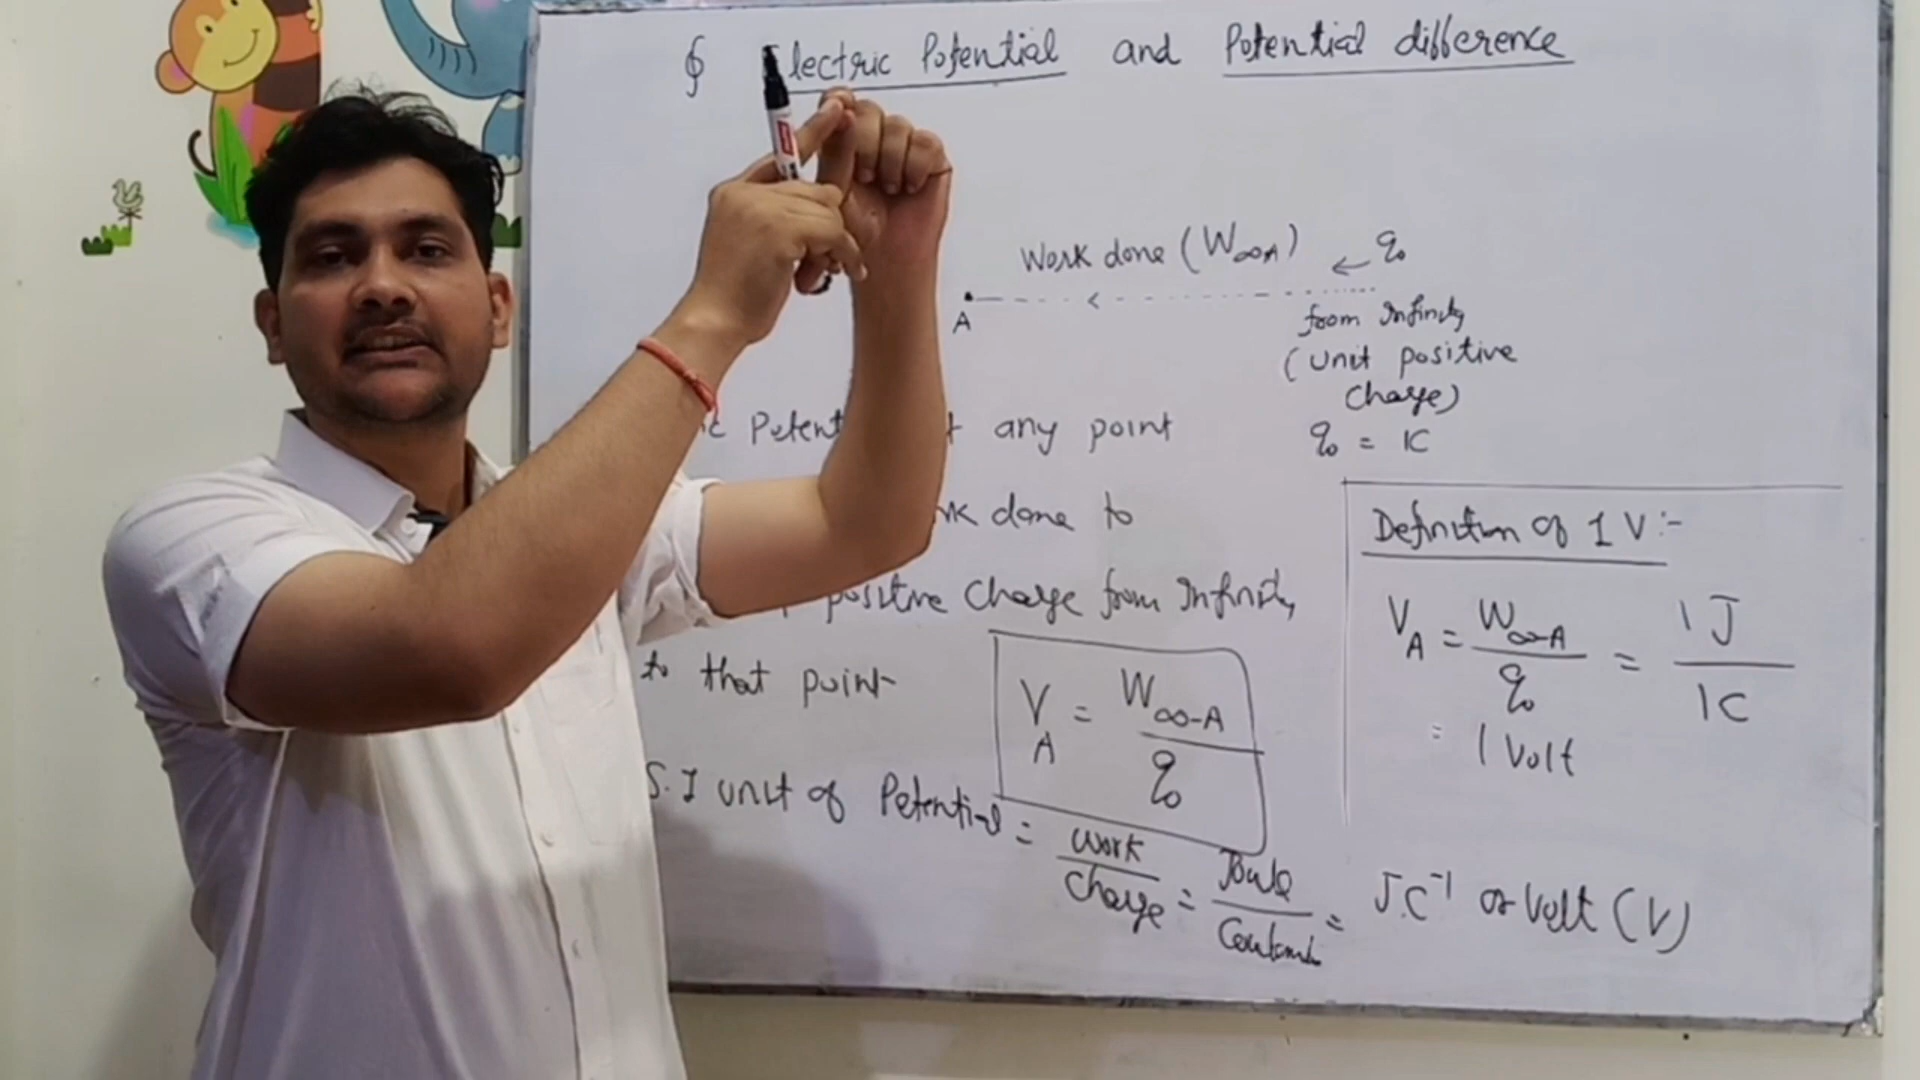 ∮ Electric Potential and Potential difference
Work done (W∞A) ← q₀
A
from Infinity
(unit positive
Charge)
q₀ = 1C
any point
done to
positive Charge from Infinity
to that point
V_A = W∞-A / q₀
S.I unit of Potential = Work / Charge = Joule / Coulomb = J.C⁻¹ or Volt (V)
Definition of 1 V :-
V_A = W∞-A / q₀ = 1 J / 1C
= 1 Volt